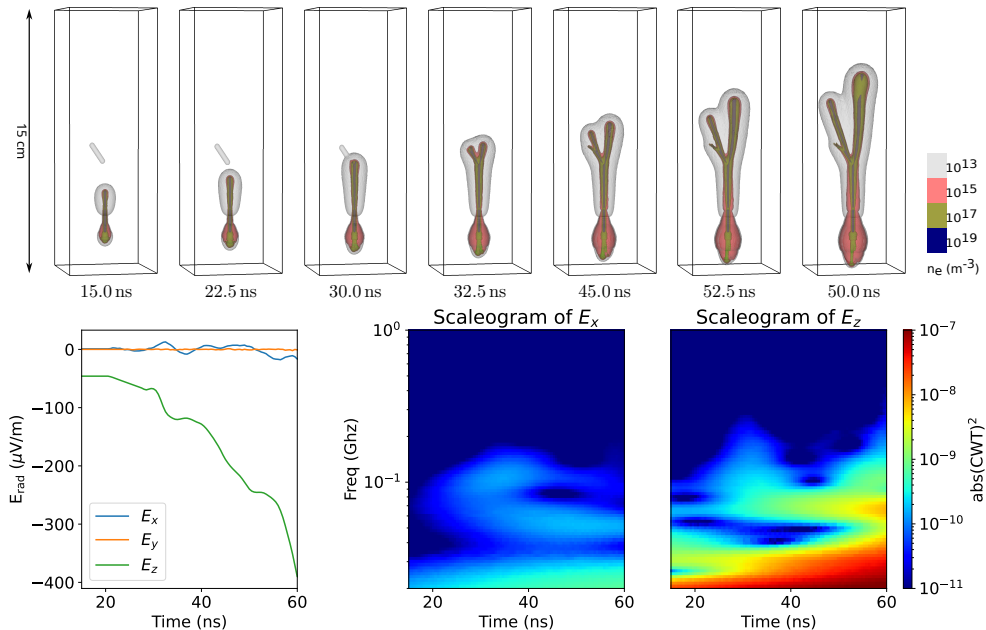 15 cm
15.0 ns
22.5 ns
30.0 ns
32.5 ns
45.0 ns
52.5 ns
50.0 ns
10^13
10^15
10^17
10^19
n_e (m^-3)
0
−100
−200
−300
−400
E_rad (μV/m)
E_x
E_y
E_z
20
40
60
Time (ns)
Scaleogram of E_x
10^0
10^−1
Freq (Ghz)
20
40
60
Time (ns)
Scaleogram of E_z
20
40
60
Time (ns)
10^−7
10^−8
10^−9
10^−10
10^−11
abs(CWT)^2